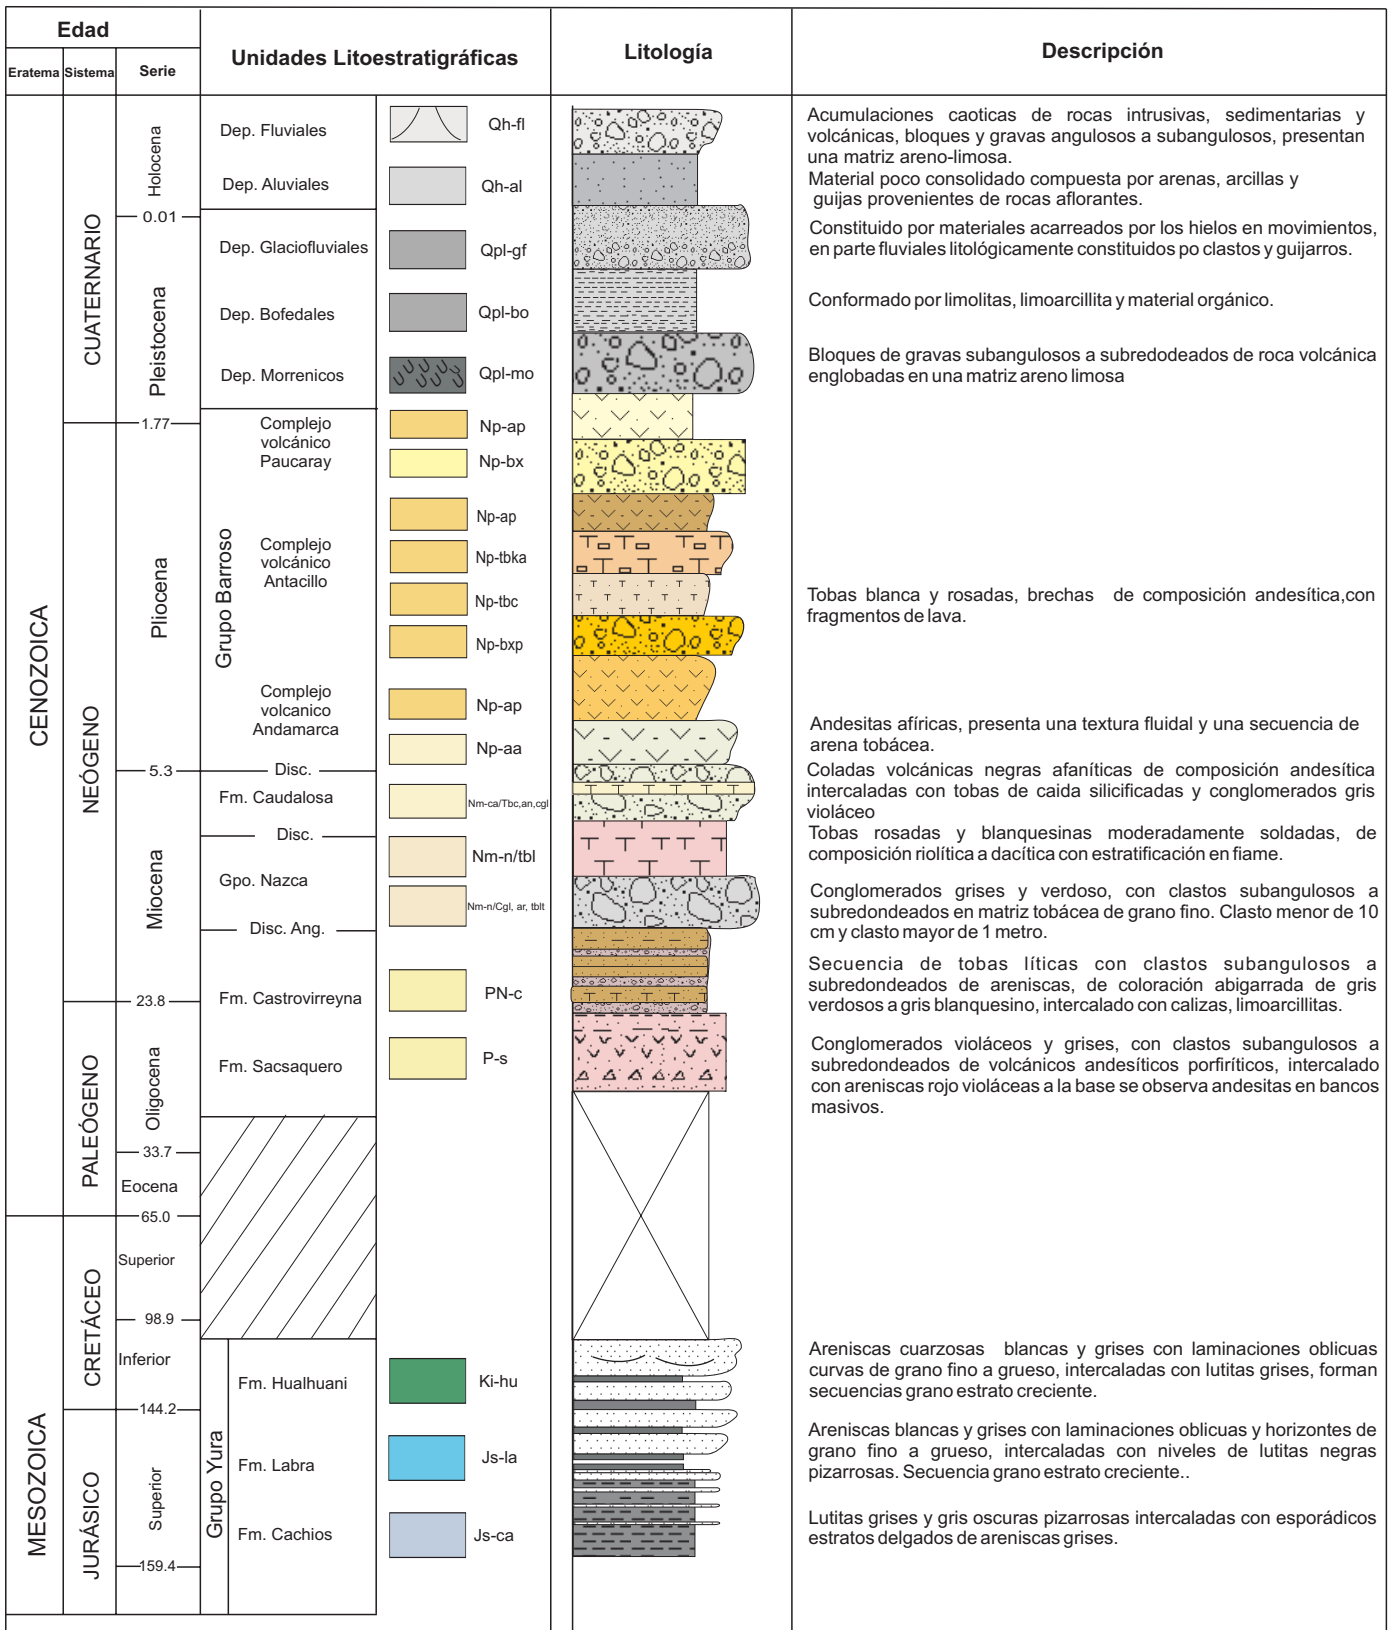 Edad
Unidades Litoestratigráficas
Litología
Descripción
Eratema
Sistema
Serie
CENOZOICA
MESOZOICA
CUATERNARIO
NEÓGENO
PALEÓGENO
CRETÁCEO
JURÁSICO
Holocena
0.01
Pleistocena
1.77
Pliocena
5.3
Miocena
23.8
Oligocena
33.7
Eocena
65.0
Superior
98.9
Inferior
144.2
Superior
159.4
Dep. Fluviales
Dep. Aluviales
Dep. Glaciofluviales
Dep. Bofedales
Dep. Morrenicos
Grupo Barroso
Complejo
volcánico
Paucaray
Complejo
volcánico
Antacillo
Complejo
volcanico
Andamarca
Disc.
Fm. Caudalosa
Disc.
Gpo. Nazca
Disc. Ang.
Fm. Castrovirreyna
Fm. Sacsaquero
Grupo Yura
Fm. Hualhuani
Fm. Labra
Fm. Cachios
Qh-fl
Qh-al
Qpl-gf
Qpl-bo
Qpl-mo
Np-ap
Np-bx
Np-ap
Np-tbka
Np-tbc
Np-bxp
Np-ap
Np-aa
Nm-ca/Tbc,an,cgl
Nm-n/tbl
Nm-n/Cgl, ar, tblt
PN-c
P-s
Ki-hu
Js-la
Js-ca
Acumulaciones caoticas de rocas intrusivas, sedimentarias y
volcánicas, bloques y gravas angulosos a subangulosos, presentan
una matriz areno-limosa.
Material poco consolidado compuesta por arenas, arcillas y
guijas provenientes de rocas aflorantes.
Constituido por materiales acarreados por los hielos en movimientos,
en parte fluviales litológicamente constituidos po clastos y guijarros.
Conformado por limolitas, limoarcillita y material orgánico.
Bloques de gravas subangulosos a subredodeados de roca volcánica
englobadas en una matriz areno limosa
Tobas blanca y rosadas, brechas de composición andesítica,con
fragmentos de lava.
Andesitas afíricas, presenta una textura fluidal y una secuencia de
arena tobácea.
Coladas volcánicas negras afaníticas de composición andesítica
intercaladas con tobas de caida silicificadas y conglomerados gris
violáceo
Tobas rosadas y blanquesinas moderadamente soldadas, de
composición riolítica a dacítica con estratificación en fiame.
Conglomerados grises y verdoso, con clastos subangulosos a
subredondeados en matriz tobácea de grano fino. Clasto menor de 10
cm y clasto mayor de 1 metro.
Secuencia de tobas líticas con clastos subangulosos a
subredondeados de areniscas, de coloración abigarrada de gris
verdosos a gris blanquesino, intercalado con calizas, limoarcillitas.
Conglomerados violáceos y grises, con clastos subangulosos a
subredondeados de volcánicos andesíticos porfiríticos, intercalado
con areniscas rojo violáceas a la base se observa andesitas en bancos
masivos.
Areniscas cuarzosas blancas y grises con laminaciones oblicuas
curvas de grano fino a grueso, intercaladas con lutitas grises, forman
secuencias grano estrato creciente.
Areniscas blancas y grises con laminaciones oblicuas y horizontes de
grano fino a grueso, intercaladas con niveles de lutitas negras
pizarrosas. Secuencia grano estrato creciente..
Lutitas grises y gris oscuras pizarrosas intercaladas con esporádicos
estratos delgados de areniscas grises.